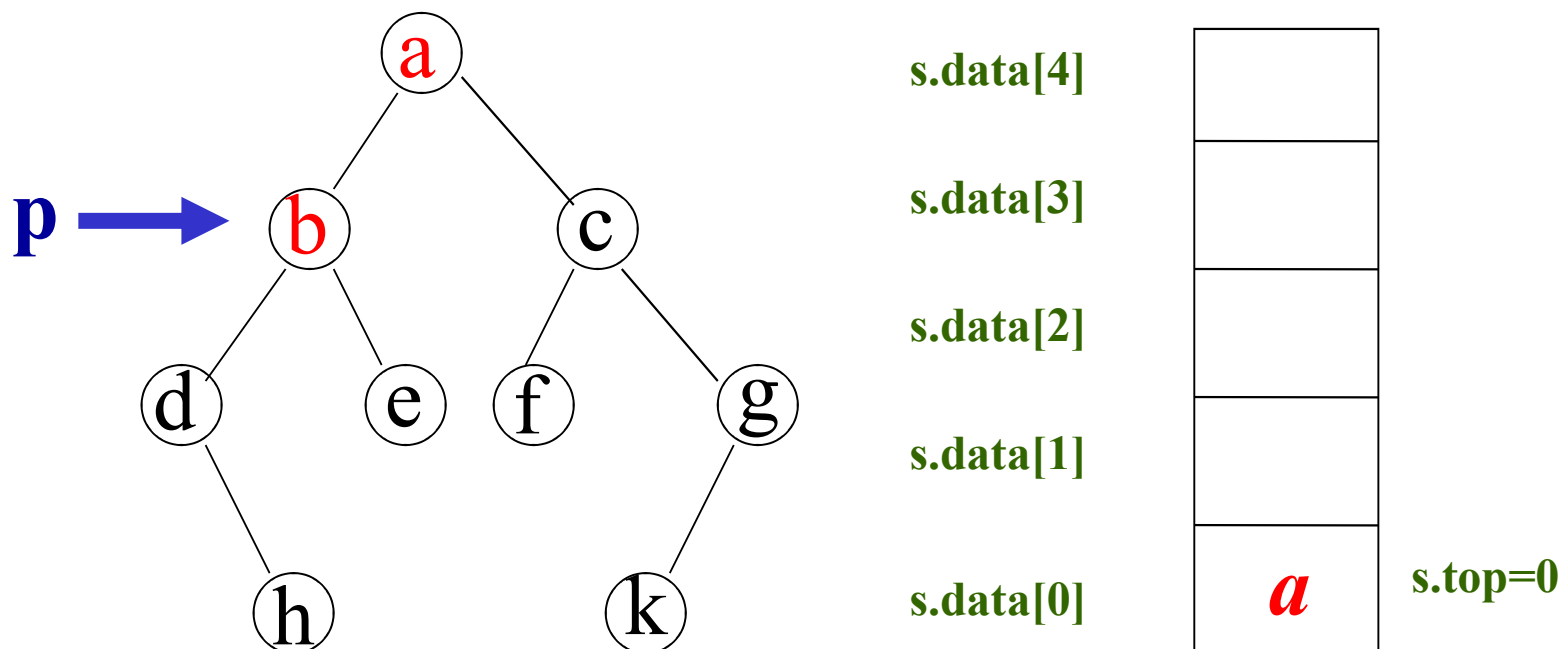 a
s.data[4]
p
b
c
s.data[3]
s.data[2]
d
e
f
g
s.data[1]
h
k
s.data[0]
a
s.top=0